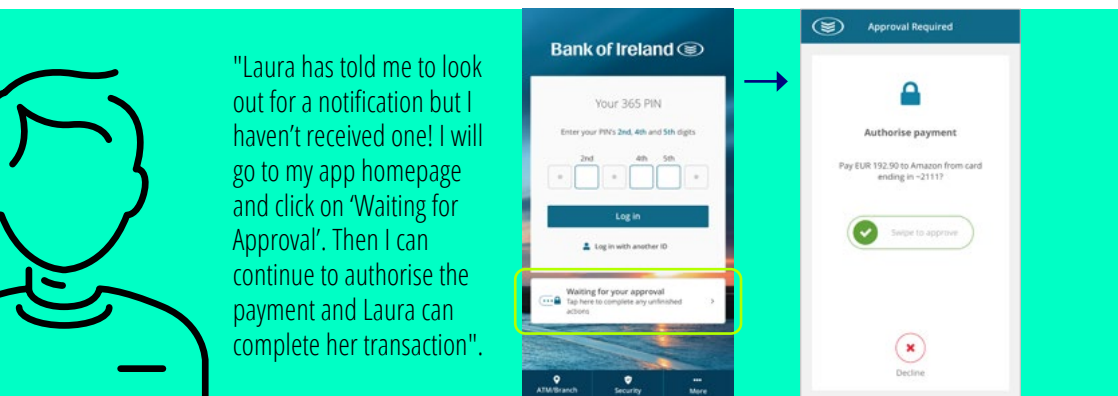 "Laura has told me to look
out for a notification but I
haven't received one! I will
go to my app homepage
and click on 'Waiting for
Approval'. Then I can
continue to authorise the
payment and Laura can
complete her transaction".
Bank of Ireland
Your 365 PIN
Enter your PIN's 2nd, 4th and 5th digits
2nd 4th 5th
Log in
Log in with another ID
Waiting for your approval
Tap here to complete any unfinished
actions
ATM/Branch Security More
Approval Required
Authorise payment
Pay EUR 192.90 to Amazon from card
ending in ~2111?
Swipe to approve
Decline